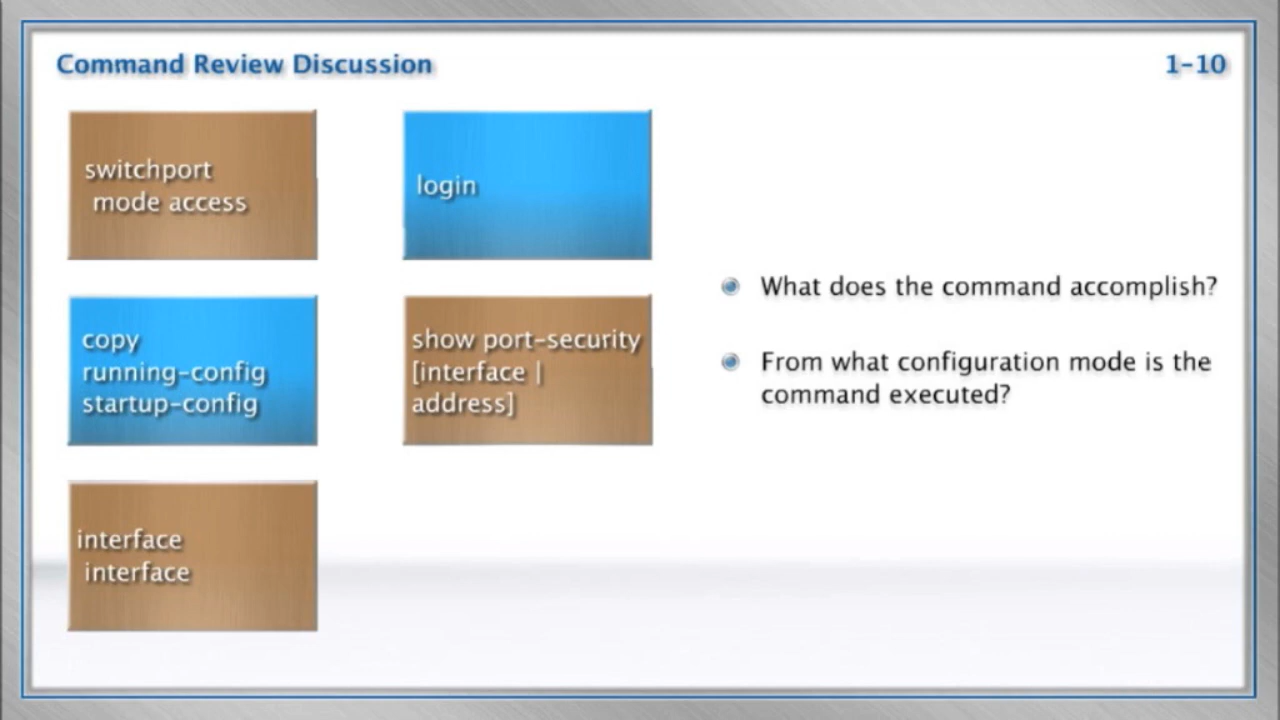 Command Review Discussion
1-10
switchport
mode access
login
copy
running-config
startup-config
show port-security
[interface |
address]
interface
interface
What does the command accomplish?
From what configuration mode is the
command executed?